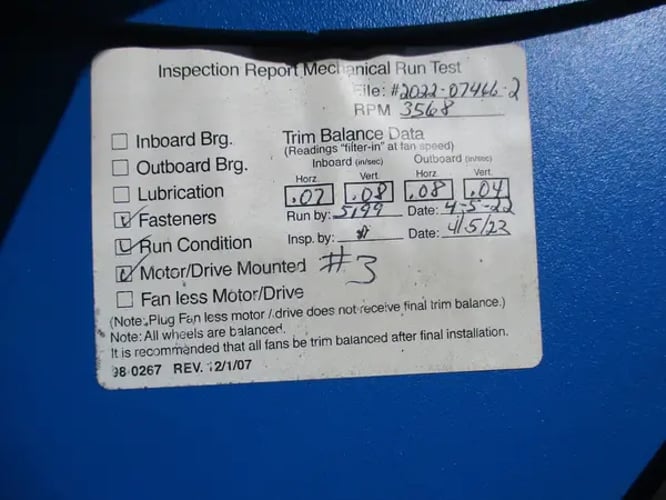 Inspection Report Mechanical Run Test
File: #2022-07466-2
RPM 3568
Inboard Brg.
Outboard Brg.
Lubrication
Fasteners
Run Condition
Motor/Drive Mounted
Fan less Motor/Drive
Trim Balance Data
(Readings "filter-in" at fan speed)
Inboard (in/sec) Outboard (in/sec)
Horz. Vert. Horz. Vert.
.07 .08 .08 .04
Run by: 5199 Date: 4-5-22
Insp. by: Date: 4/5/22
#3
(Note: Plug Fan less motor / drive does not receive final trim balance.)
Note: All wheels are balanced.
It is recommended that all fans be trim balanced after final installation.
98-0267 REV. 12/1/07